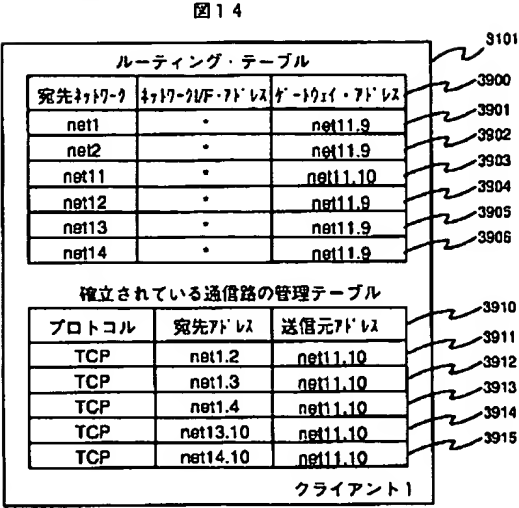 図14
3101
ルーティング・テーブル
宛先ﾈｯﾄﾜｰｸ ﾈｯﾄﾜｰｸI/F・ｱﾄﾞﾚｽ ｹﾞｰﾄｳｪｲ・ｱﾄﾞﾚｽ 3900
net1 * net11.9 3901
net2 * net11.9 3902
net11 * net11.10 3903
net12 * net11.9 3904
net13 * net11.9 3905
net14 * net11.9 3906
確立されている通信路の管理テーブル
プロトコル 宛先ｱﾄﾞﾚｽ 送信元ｱﾄﾞﾚｽ 3910
TCP net1.2 net11.10 3911
TCP net1.3 net11.10 3912
TCP net1.4 net11.10 3913
TCP net13.10 net11.10 3914
TCP net14.10 net11.10 3915
クライアント1